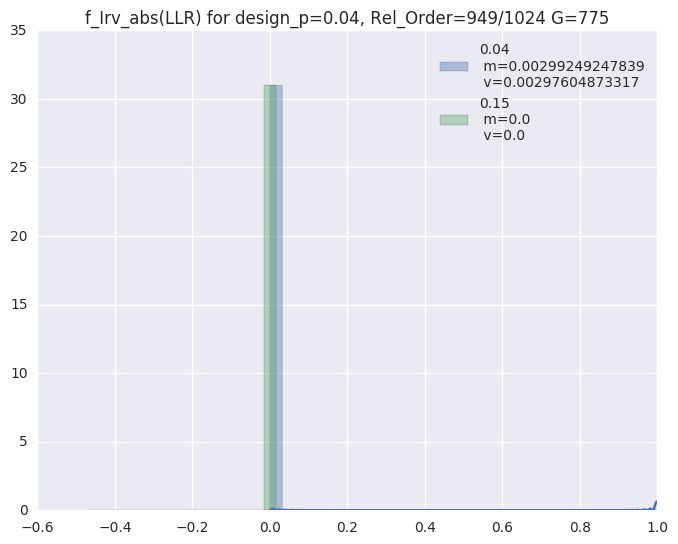 f_Irv_abs(LLR) for design_p=0.04, Rel_Order=949/1024 G=775
35
30
25
20
15
10
5
0
0.04
m=0.00299249247839
v=0.00297604873317
0.15
m=0.0
v=0.0
−0.6 −0.4 −0.2 0.0 0.2 0.4 0.6 0.8 1.0